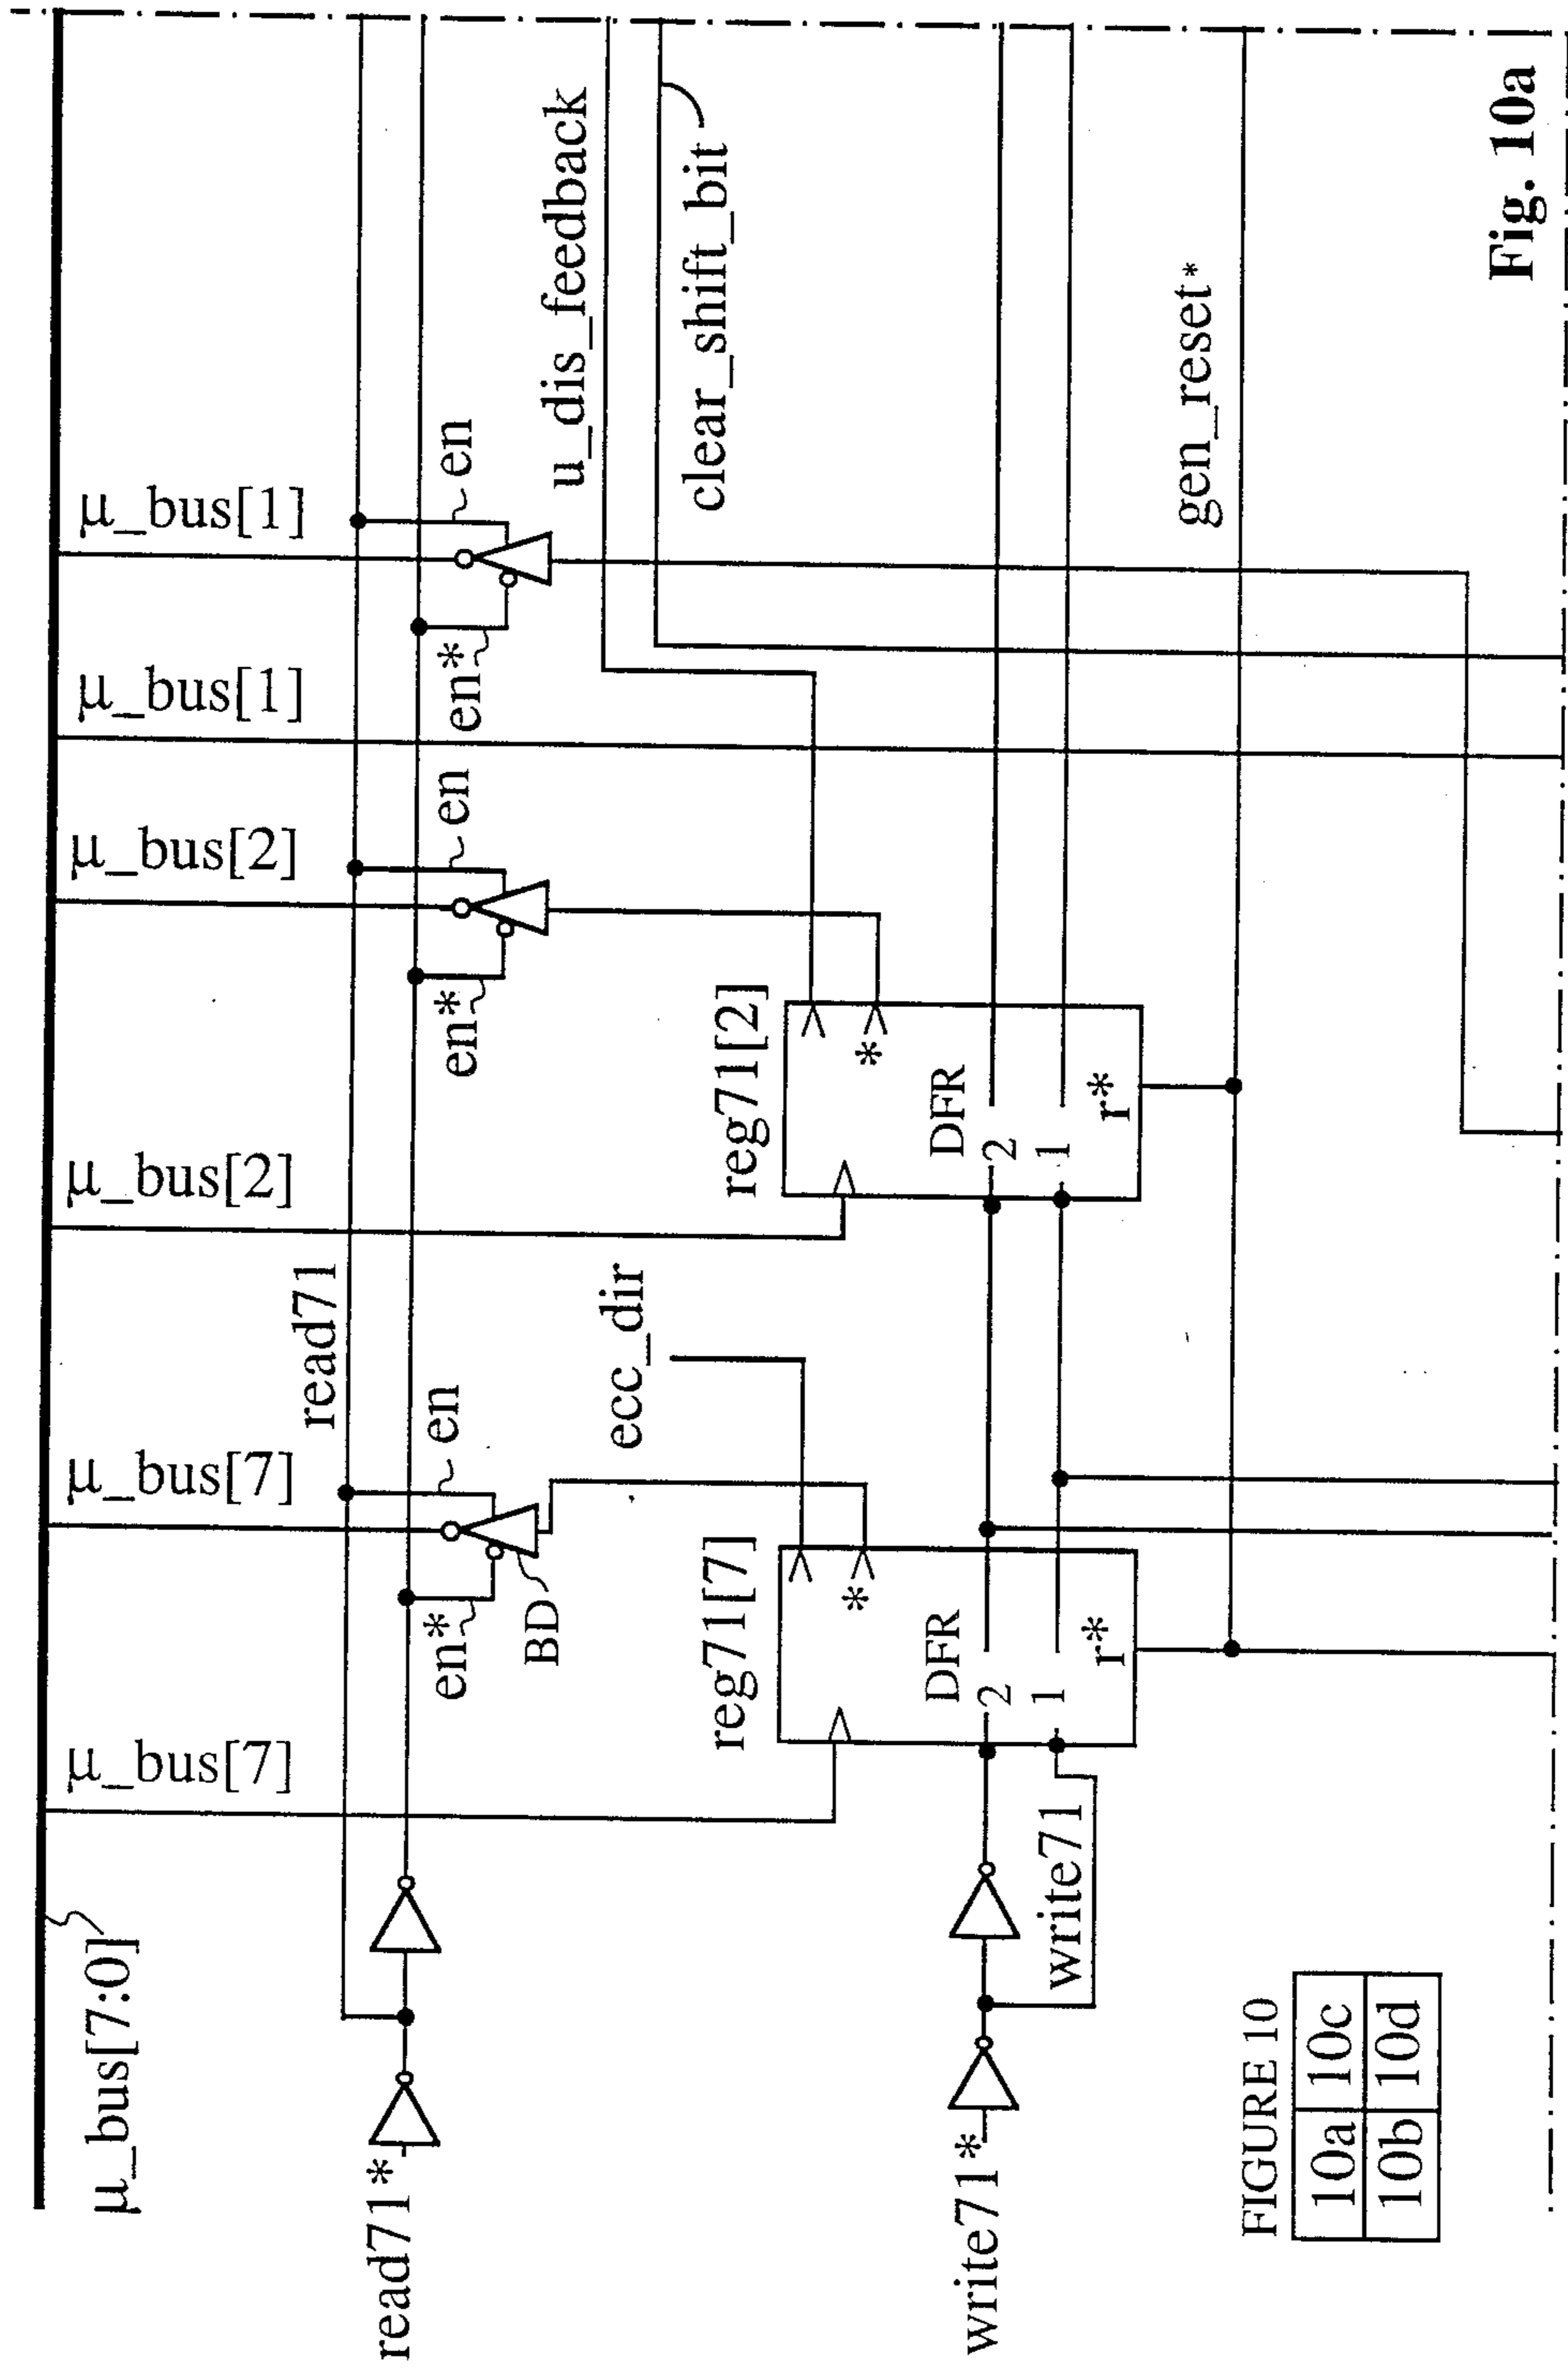 μ_bus[7:0]
μ_bus[7]
μ_bus[7]
μ_bus[2]
μ_bus[2]
μ_bus[1]
μ_bus[1]
read71
read71*
en*
en
en*
en
en*
en
BD
ecc_dir
u_dis_feedback
clear_shift_bit
reg71[7]
reg71[2]
*
*
DFR
DFR
write71*
2
2
write71
1
1
r*
r*
gen_reset*
FIGURE 10
10a 10c
10b 10d
Fig. 10a